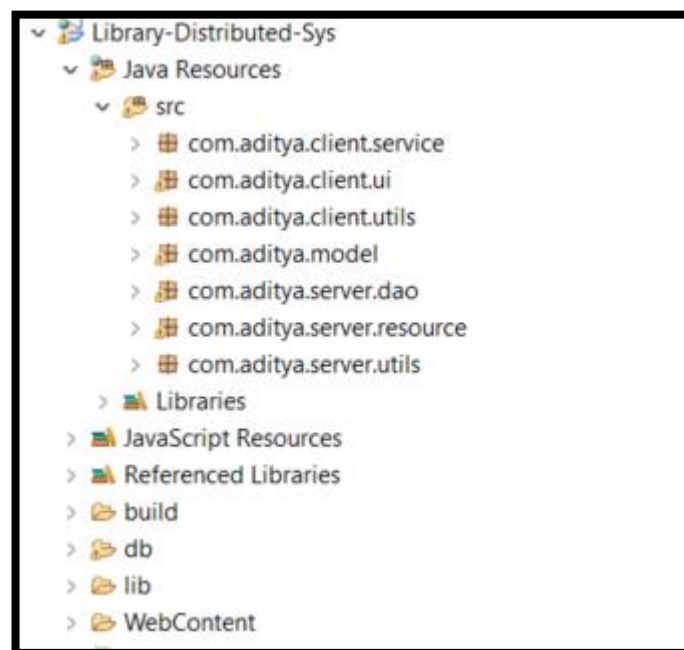 Library-Distributed-Sys
Java Resources
src
com.aditya.client.service
com.aditya.client.ui
com.aditya.client.utils
com.aditya.model
com.aditya.server.dao
com.aditya.server.resource
com.aditya.server.utils
Libraries
JavaScript Resources
Referenced Libraries
build
db
lib
WebContent